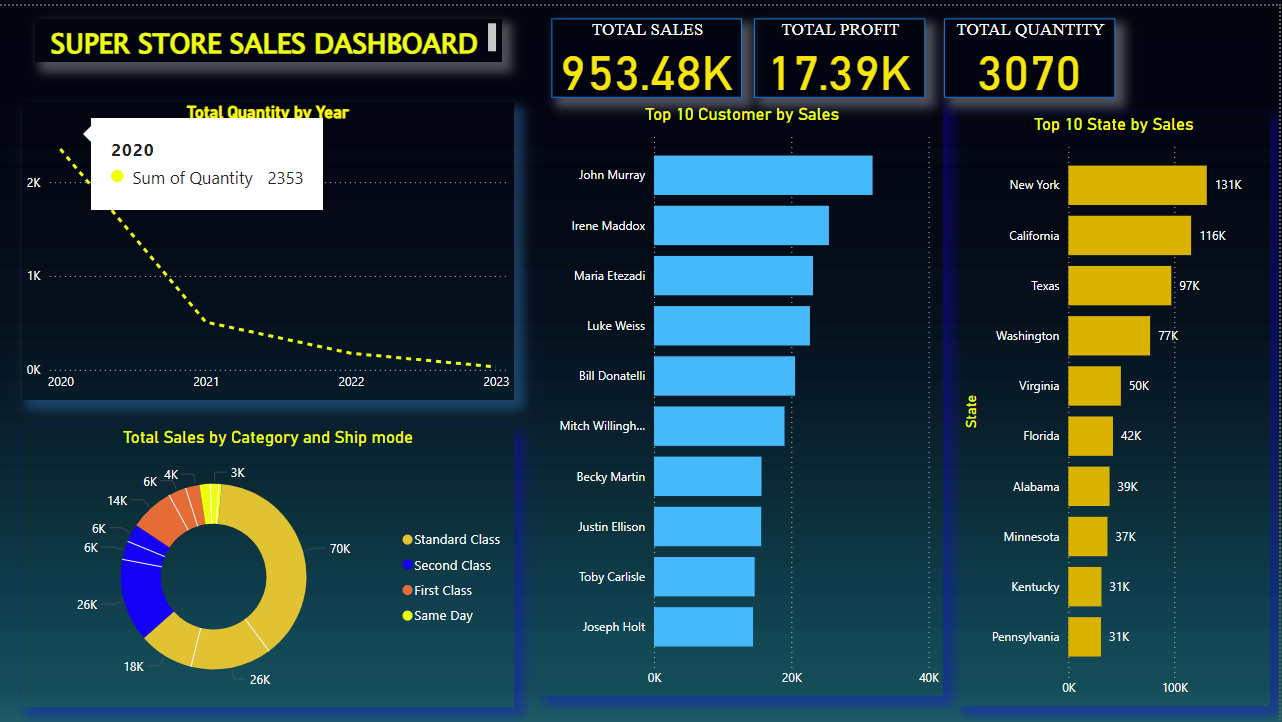 SUPER STORE SALES DASHBOARD
TOTAL SALES
953.48K
TOTAL PROFIT
17.39K
TOTAL QUANTITY
3070
Total Quantity by Year
2020
Sum of Quantity 2353
2K
1K
0K
2020 2021 2022 2023
Total Sales by Category and Ship mode
3K
4K
6K
14K
6K
6K
26K
18K
26K
70K
Standard Class
Second Class
First Class
Same Day
Top 10 Customer by Sales
John Murray
Irene Maddox
Maria Etezadi
Luke Weiss
Bill Donatelli
Mitch Willingh...
Becky Martin
Justin Ellison
Toby Carlisle
Joseph Holt
0K 20K 40K
Top 10 State by Sales
State
New York 131K
California 116K
Texas 97K
Washington 77K
Virginia 50K
Florida 42K
Alabama 39K
Minnesota 37K
Kentucky 31K
Pennsylvania 31K
0K 100K